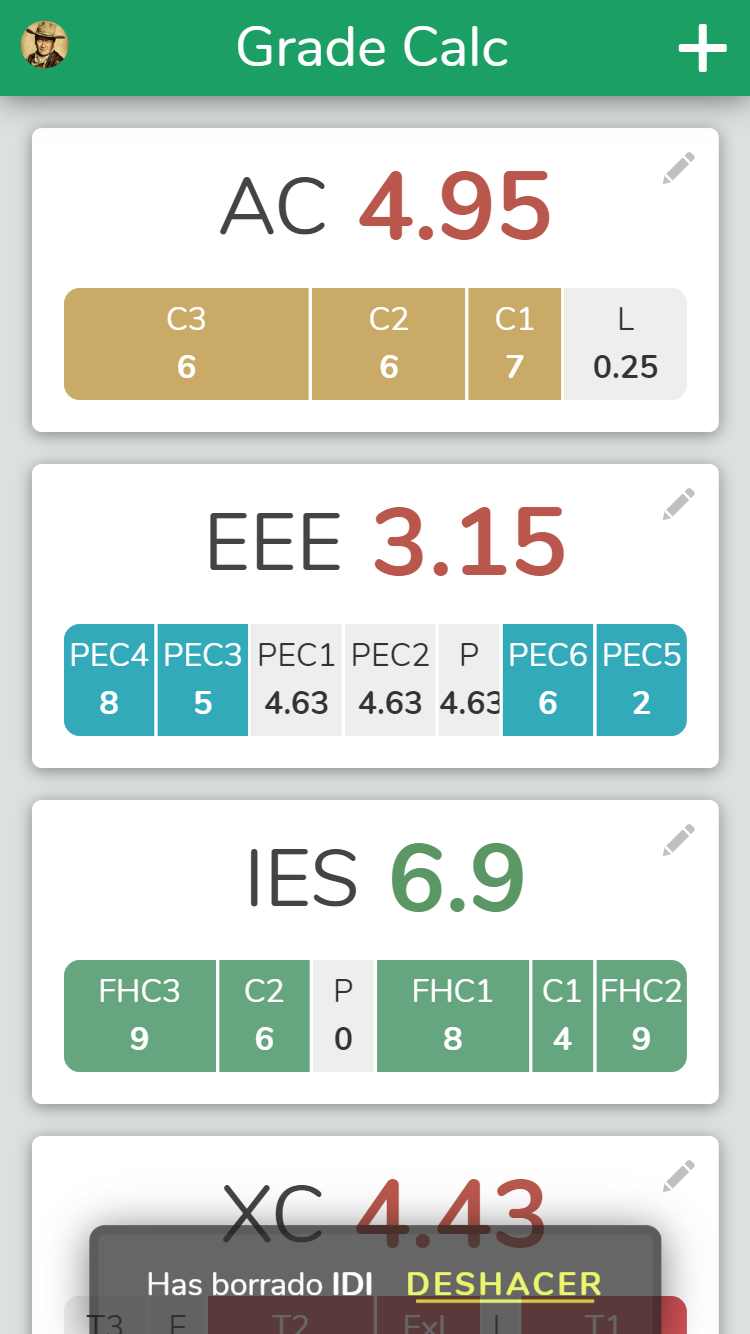 Grade Calc
AC 4.95
C3 C2 C1 L
6 6 7 0.25
EEE 3.15
PEC4 PEC3 PEC1 PEC2 P PEC6 PEC5
8 5 4.63 4.63 4.63 6 2
IES 6.9
FHC3 C2 P FHC1 C1 FHC2
9 6 0 8 4 9
XC 4.43
Has borrado IDI DESHACER
T3 T2 T1